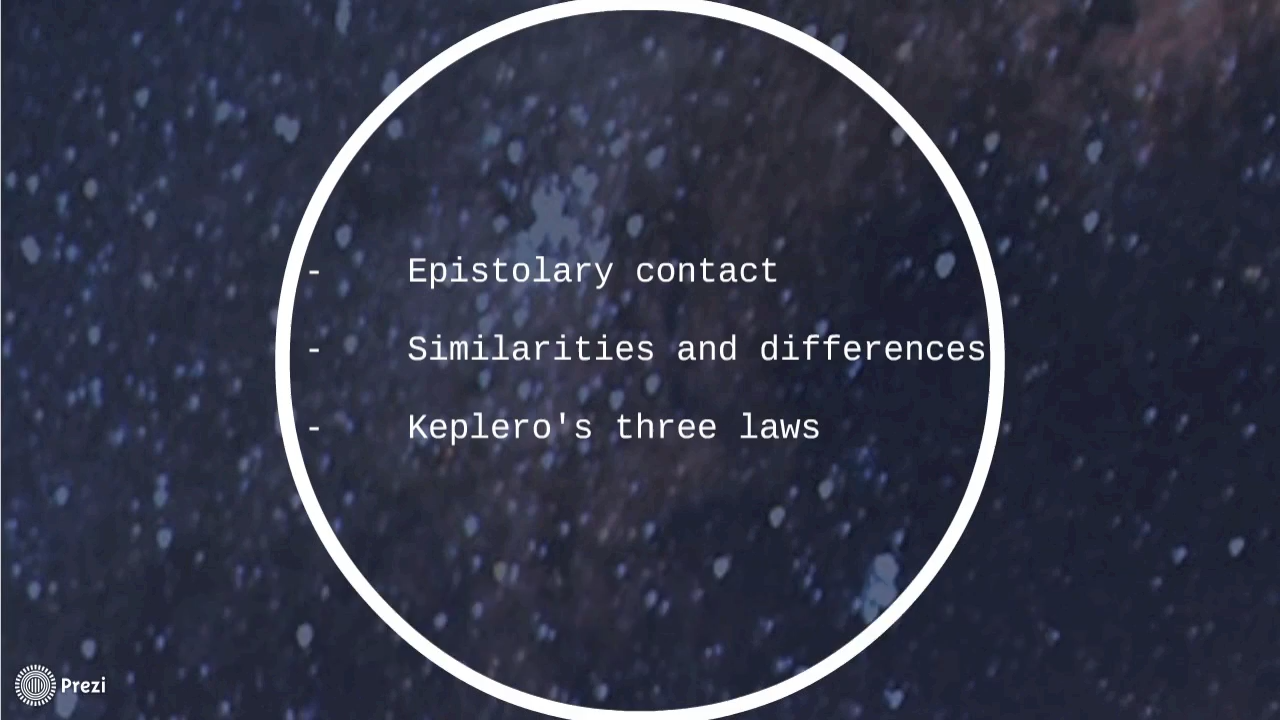 - Epistolary contact
- Similarities and differences
- Keplero's three laws
Prezi